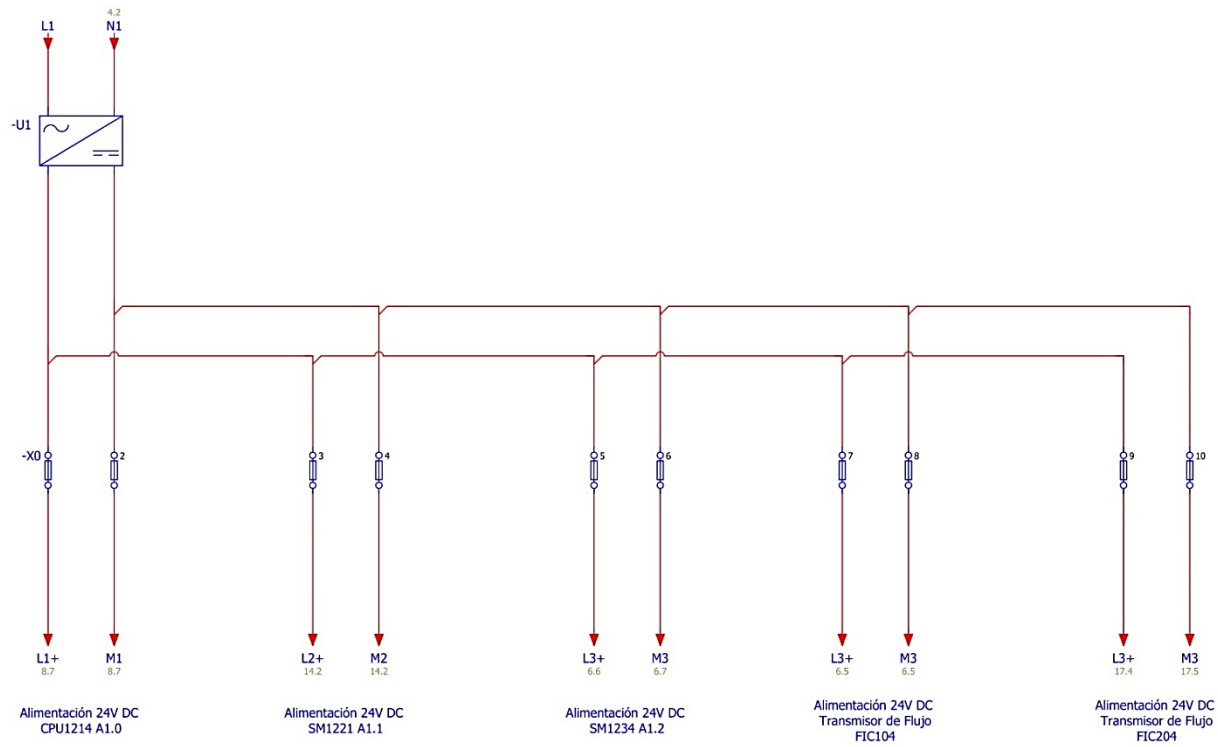 4.2
L1 N1
-U1
-X0 2 3 4 5 6 7 8 9 10
L1+ M1 L2+ M2 L3+ M3 L3+ M3 L3+ M3
8.7 8.7 14.2 14.2 6.6 6.7 6.5 6.5 17.4 17.5
Alimentación 24V DC
CPU1214 A1.0
Alimentación 24V DC
SM1221 A1.1
Alimentación 24V DC
SM1234 A1.2
Alimentación 24V DC
Transmisor de Flujo
FIC104
Alimentación 24V DC
Transmisor de Flujo
FIC204